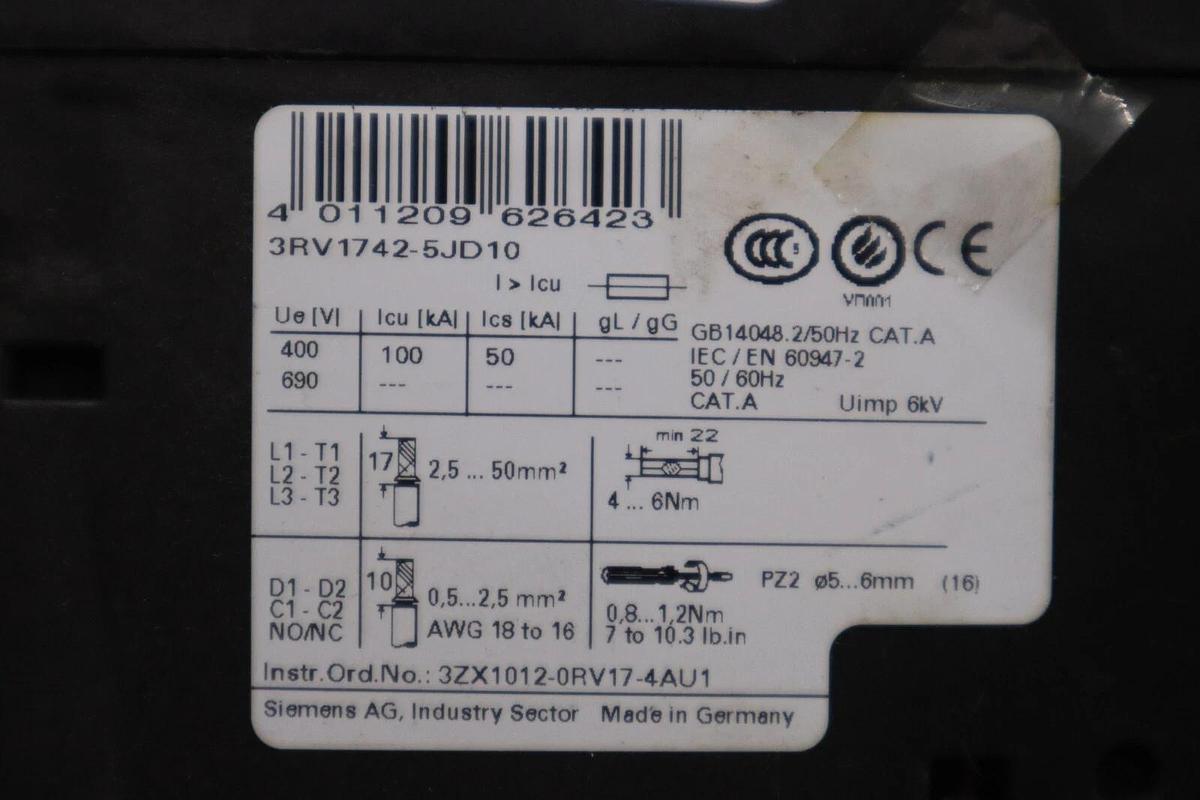 4 011209 626423
3RV1742-5JD10
I > Icu
Ue [V] Icu [kA] Ics [kA] gL / gG
400 100 50 ---
690 --- --- ---
CCC S
CE
GB14048.2/50Hz CAT.A
IEC / EN 60947-2
50 / 60Hz
CAT.A Uimp 6kV
L1 - T1
L2 - T2
L3 - T3
17
2,5 ... 50mm²
min 22
4 ... 6Nm
D1 - D2
C1 - C2
NO/NC
10
0,5...2,5 mm²
AWG 18 to 16
PZ2 ø5...6mm (16)
0,8...1,2Nm
7 to 10.3 lb.in
Instr.Ord.No.: 3ZX1012-0RV17-4AU1
Siemens AG, Industry Sector Made in Germany